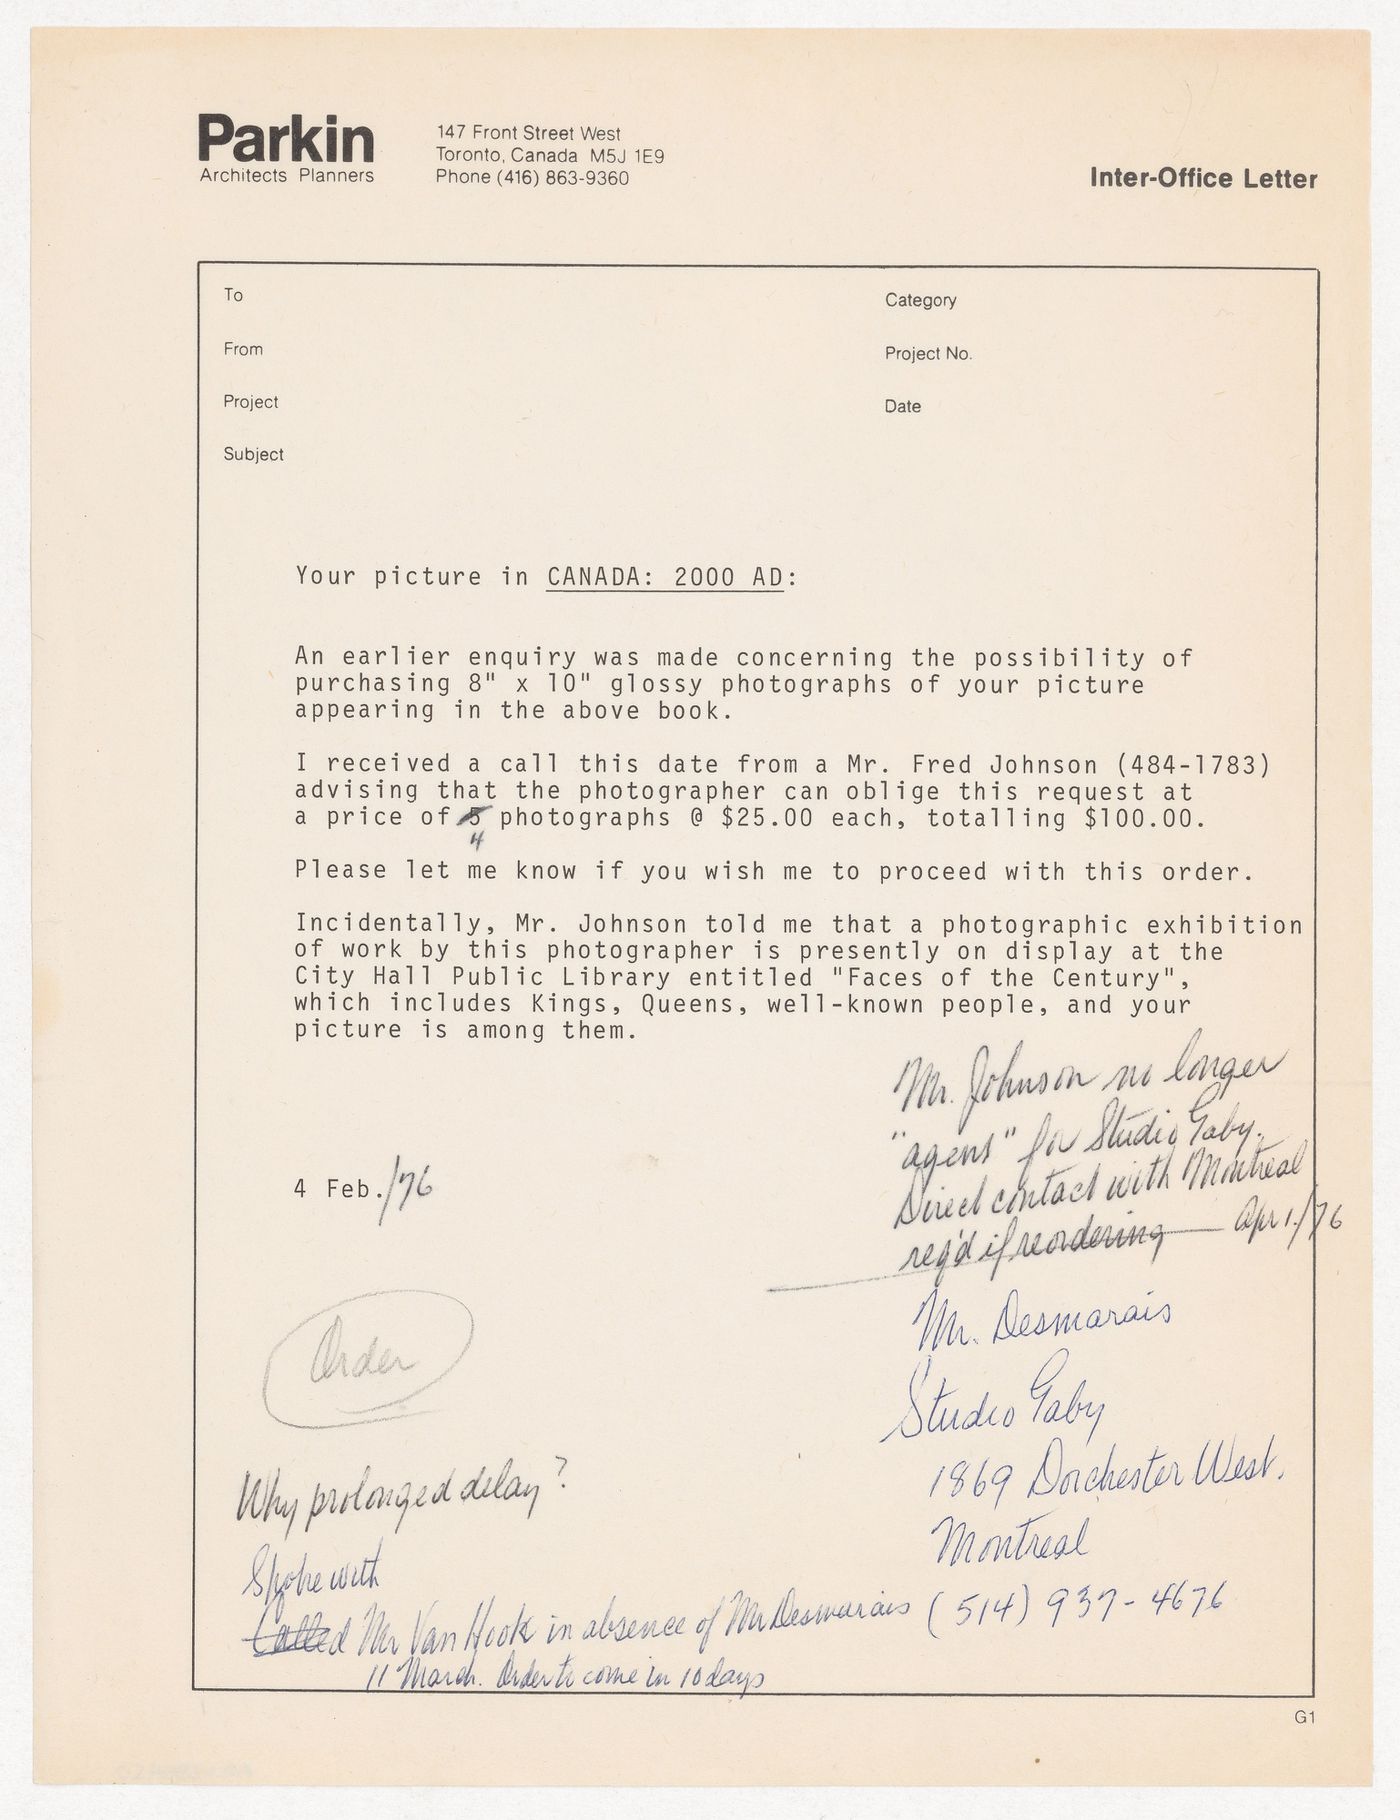 Parkin
Architects Planners
147 Front Street West
Toronto, Canada M5J 1E9
Phone (416) 863-9360
Inter-Office Letter
To
Category
From
Project No.
Project
Date
Subject
Your picture in CANADA: 2000 AD:
An earlier enquiry was made concerning the possibility of
purchasing 8" x 10" glossy photographs of your picture
appearing in the above book.
I received a call this date from a Mr. Fred Johnson (484-1783)
advising that the photographer can oblige this request at
a price of 5 photographs @ $25.00 each, totalling $100.00.
4
Please let me know if you wish me to proceed with this order.
Incidentally, Mr. Johnson told me that a photographic exhibition
of work by this photographer is presently on display at the
City Hall Public Library entitled "Faces of the Century",
which includes Kings, Queens, well-known people, and your
picture is among them.
Mr. Johnson no longer
"agent" for Studio Gaby.
Direct contact with Montreal
req'd if reordering — Apr 1/76
4 Feb./76
Order
Mr. Desmarais
Studio Gaby
1869 Dorchester West.
Montreal
(514) 937-4676
Why prolonged delay?
Spoke with
Called Mr Van Hook in absence of Mr Desmarais
11 March. Order to come in 10 days
G1